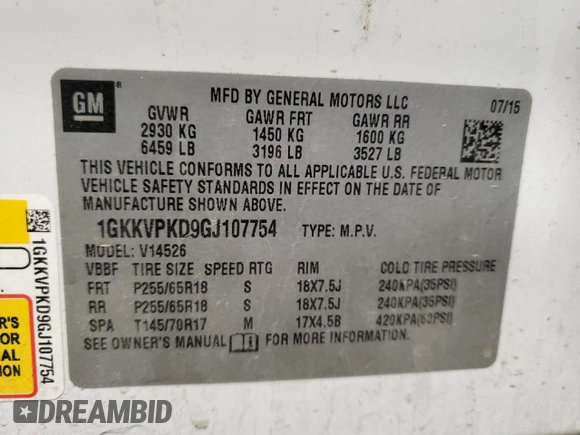 GM
MFD BY GENERAL MOTORS LLC 07/15
GVWR GAWR FRT GAWR RR
2930 KG 1450 KG 1600 KG
6459 LB 3196 LB 3527 LB
THIS VEHICLE CONFORMS TO ALL APPLICABLE U.S. FEDERAL MOTOR
VEHICLE SAFETY STANDARDS IN EFFECT ON THE DATE OF
MANUFACTURE SHOWN ABOVE.
1GKKVPKD9GJ107754 TYPE: M.P.V.
MODEL: V14526
VBBF TIRE SIZE SPEED RTG RIM COLD TIRE PRESSURE
FRT P255/65R18 S 18X7.5J 240KPA(35PSI)
RR P255/65R18 S 18X7.5J 240KPA(35PSI)
SPA T145/70R17 M 17X4.5B 420KPA(60PSI)
SEE OWNER'S MANUAL FOR MORE INFORMATION
1GKKVPKD9GJ107754
ER'S
FOR
AL
TION
DREAMBID